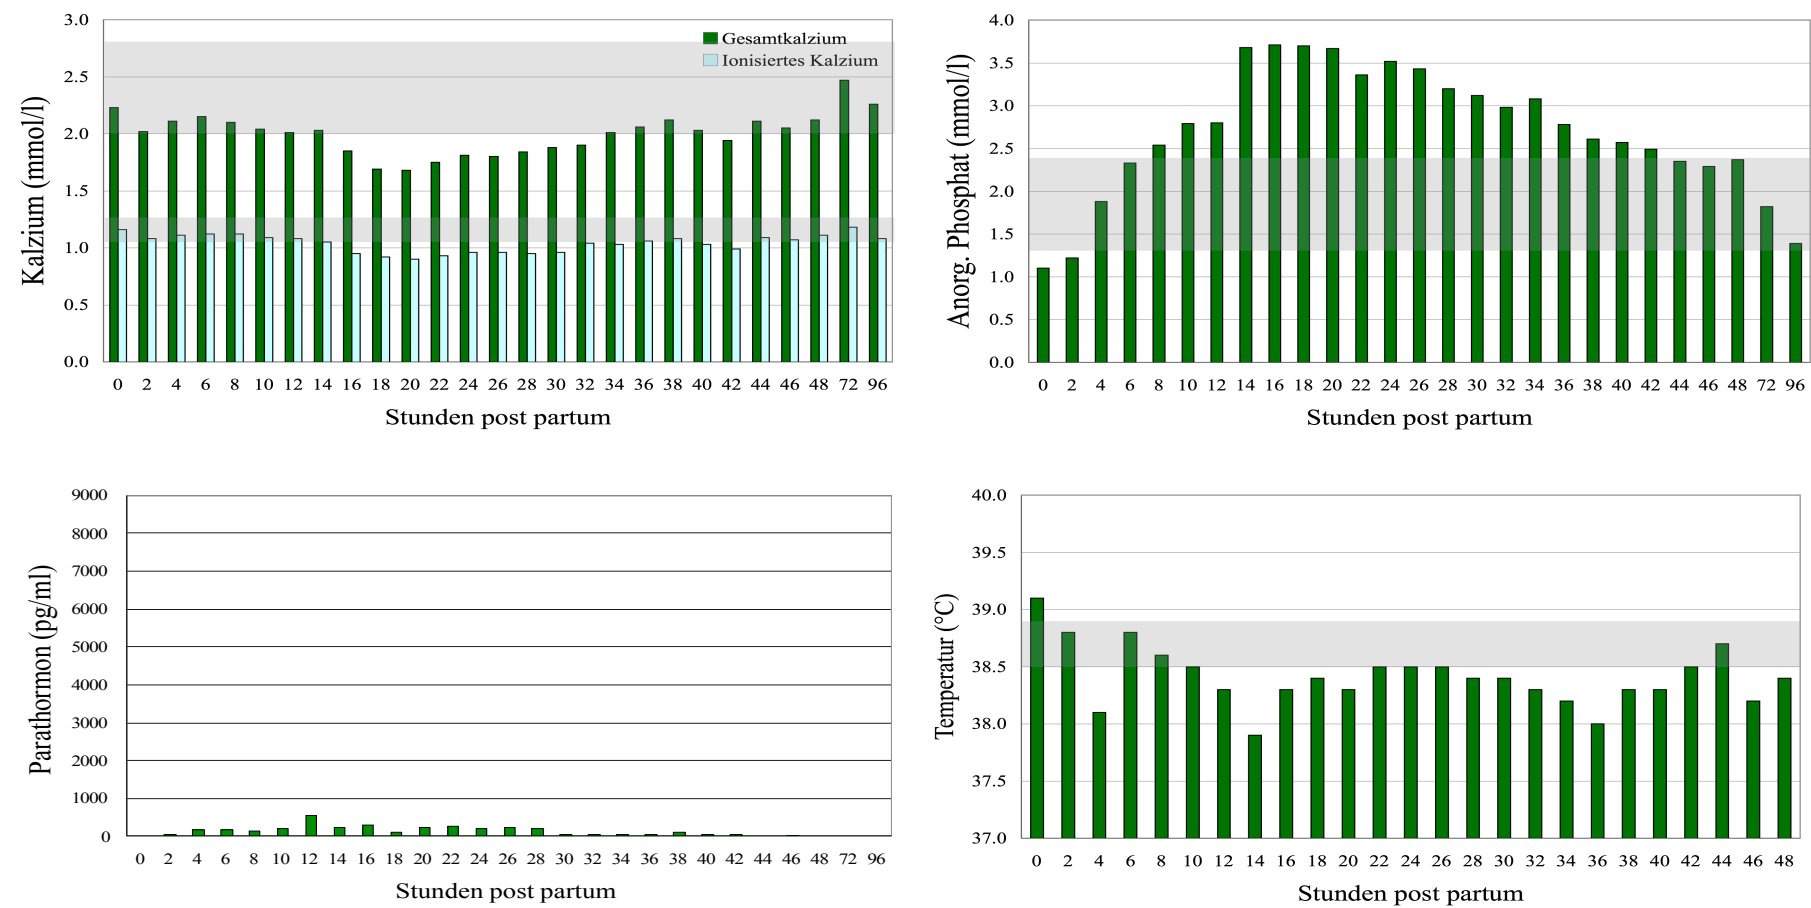 3.0
2.5
2.0
1.5
1.0
0.5
0.0
Kalzium (mmol/l)
Gesamtkalzium
Ionisiertes Kalzium
0 2 4 6 8 10 12 14 16 18 20 22 24 26 28 30 32 34 36 38 40 42 44 46 48 72 96
Stunden post partum
4.0
3.5
3.0
2.5
2.0
1.5
1.0
0.5
0.0
Anorg. Phosphat (mmol/l)
0 2 4 6 8 10 12 14 16 18 20 22 24 26 28 30 32 34 36 38 40 42 44 46 48 72 96
Stunden post partum
9000
8000
7000
6000
5000
4000
3000
2000
1000
0
Parathormon (pg/ml)
0 2 4 6 8 10 12 14 16 18 20 22 24 26 28 30 32 34 36 38 40 42 44 46 48 72 96
Stunden post partum
40.0
39.5
39.0
38.5
38.0
37.5
37.0
Temperatur (°C)
0 2 4 6 8 10 12 14 16 18 20 22 24 26 28 30 32 34 36 38 40 42 44 46 48
Stunden post partum